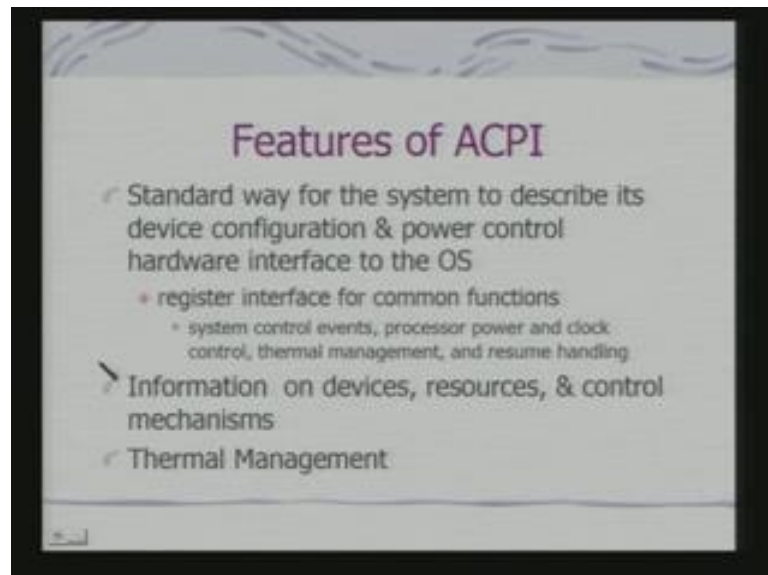 Features of ACPI
Standard way for the system to describe its
device configuration & power control
hardware interface to the OS
register interface for common functions
system control events, processor power and clock
control, thermal management, and resume handling
Information on devices, resources, & control
mechanisms
Thermal Management